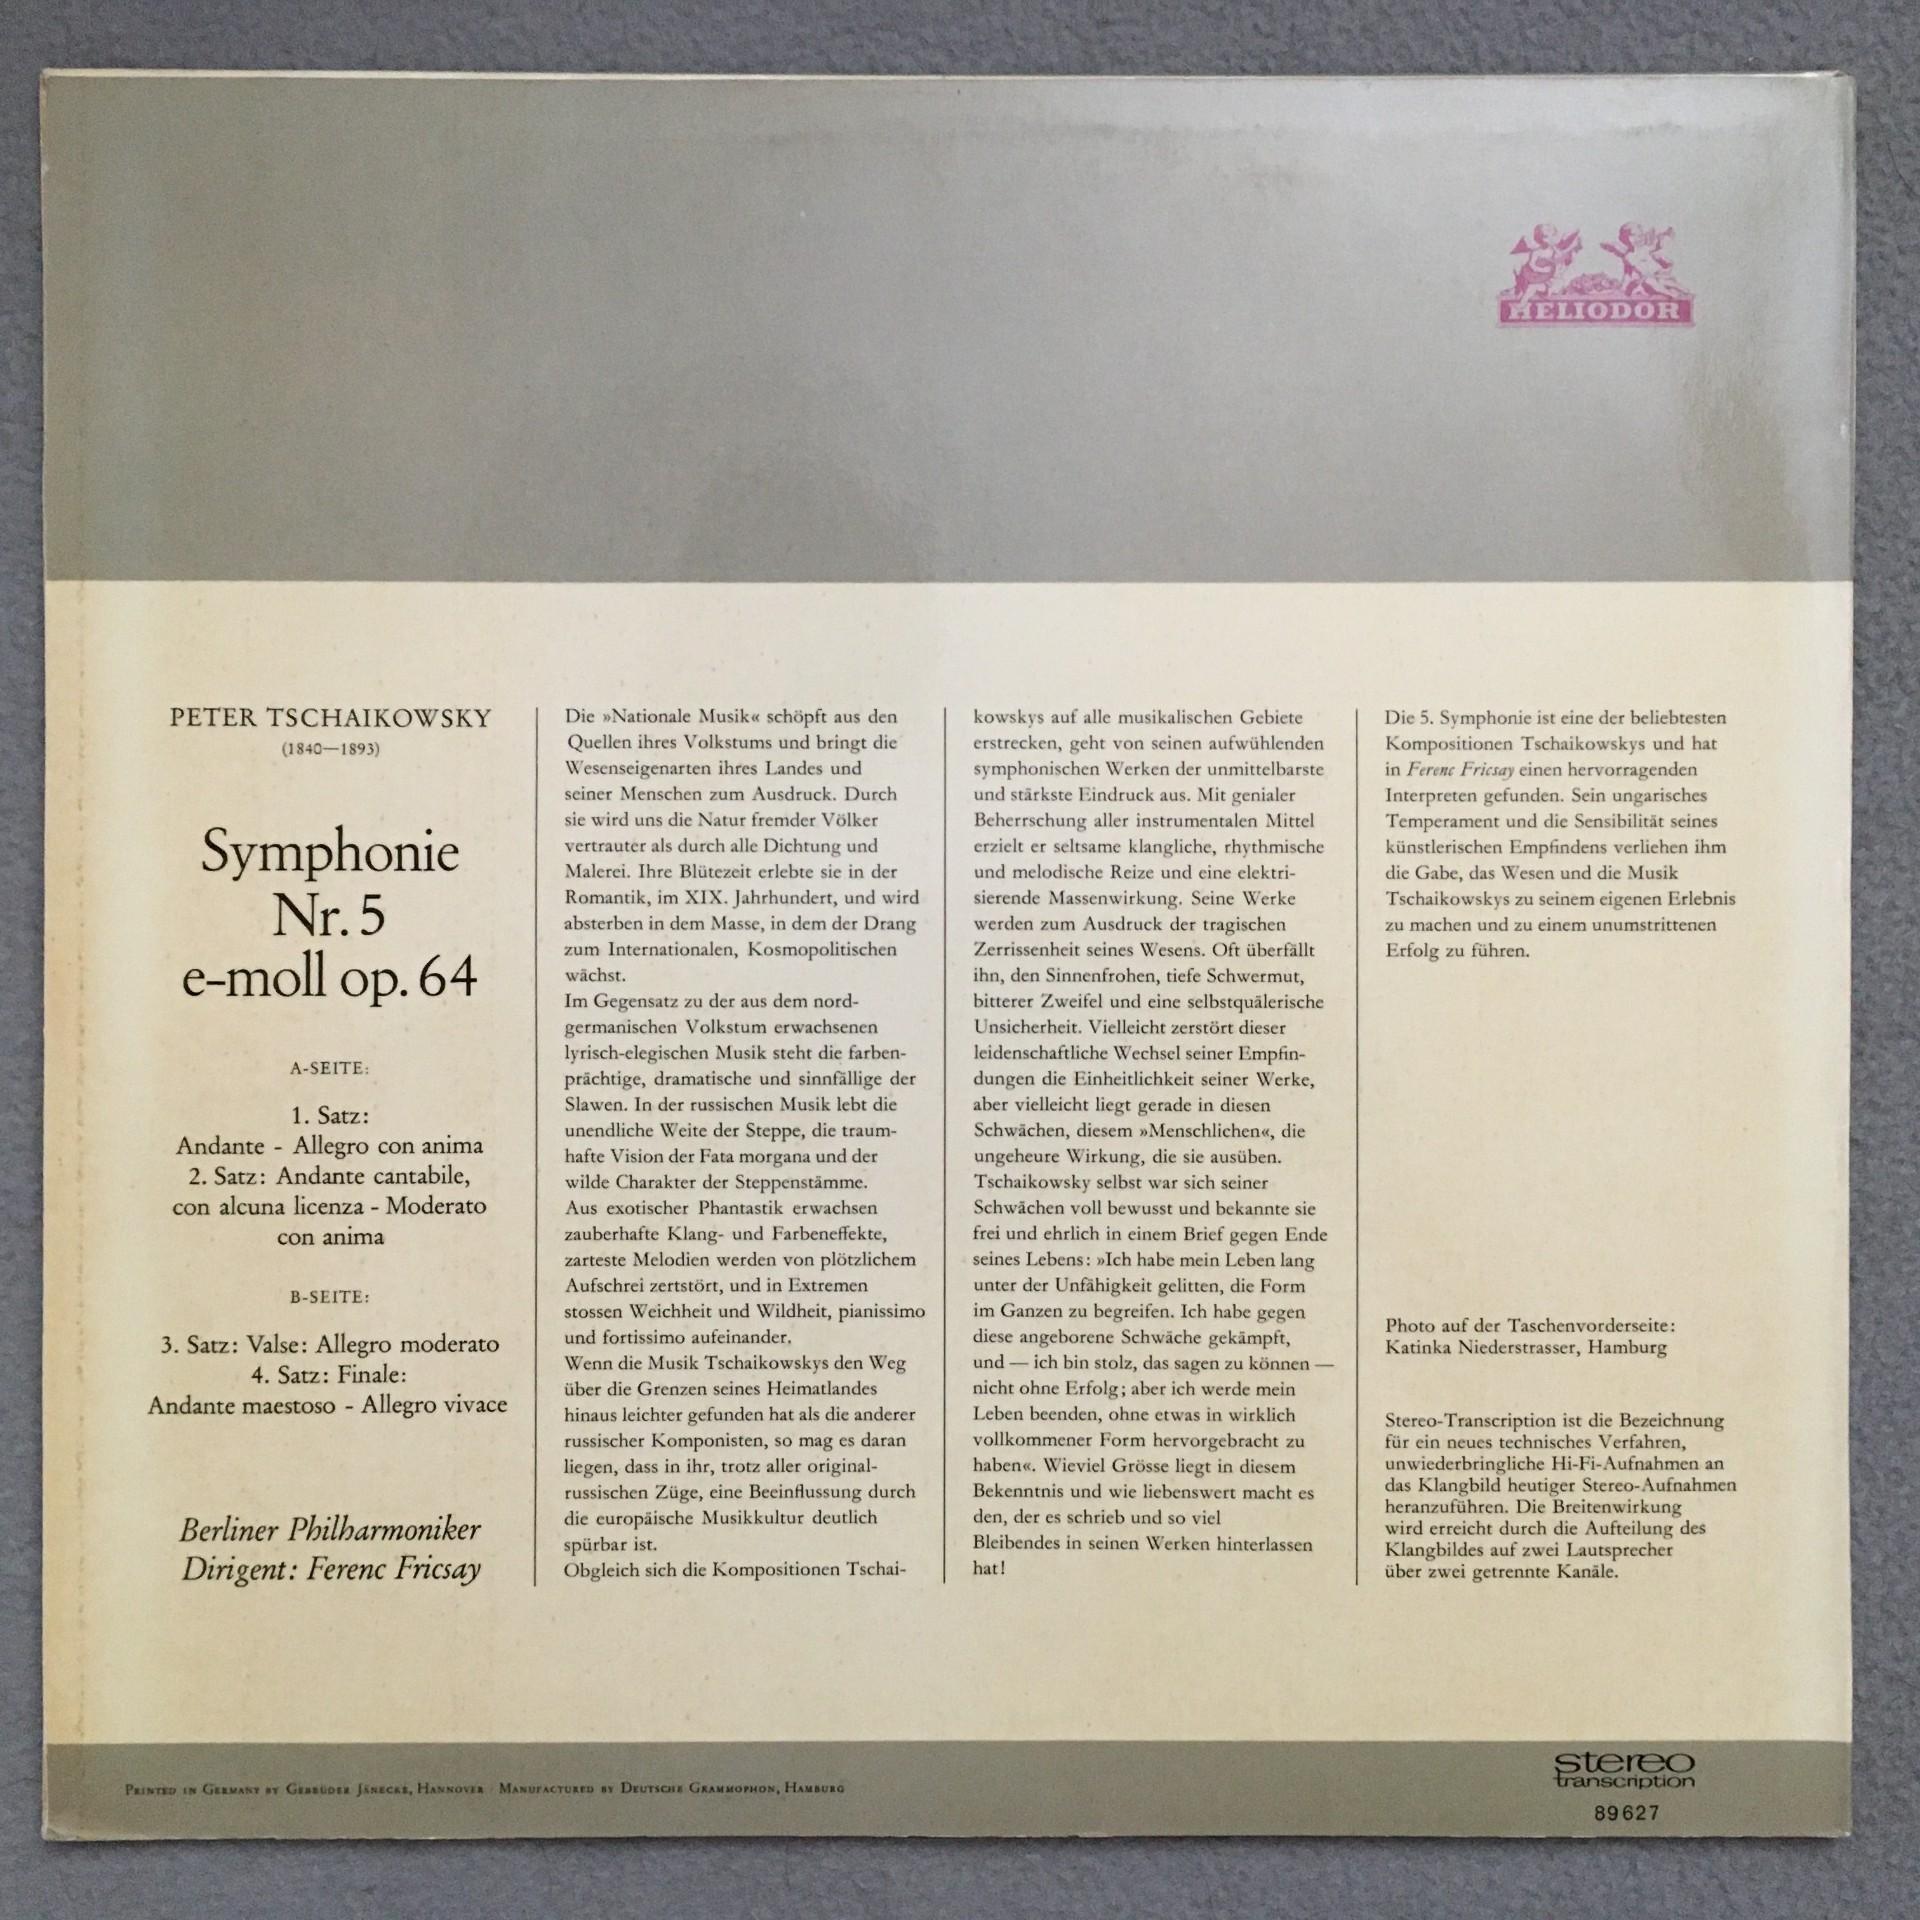 HELIODOR
PETER TSCHAIKOWSKY
(1840—1893)
Symphonie
Nr. 5
e-moll op. 64
A-SEITE:
1. Satz:
Andante - Allegro con anima
2. Satz: Andante cantabile,
con alcuna licenza - Moderato
con anima
B-SEITE:
3. Satz: Valse: Allegro moderato
4. Satz: Finale:
Andante maestoso - Allegro vivace
Berliner Philharmoniker
Dirigent: Ferenc Fricsay
Die »Nationale Musik« schöpft aus den
Quellen ihres Volkstums und bringt die
Wesenseigenarten ihres Landes und
seiner Menschen zum Ausdruck. Durch
sie wird uns die Natur fremder Völker
vertrauter als durch alle Dichtung und
Malerei. Ihre Blütezeit erlebte sie in der
Romantik, im XIX. Jahrhundert, und wird
absterben in dem Masse, in dem der Drang
zum Internationalen, Kosmopolitischen
wächst.
Im Gegensatz zu der aus dem nord-
germanischen Volkstum erwachsenen
lyrisch-elegischen Musik steht die farben-
prächtige, dramatische und sinnfällige der
Slawen. In der russischen Musik lebt die
unendliche Weite der Steppe, die traum-
hafte Vision der Fata morgana und der
wilde Charakter der Steppenstämme.
Aus exotischer Phantastik erwachsen
zauberhafte Klang- und Farbeneffekte,
zarteste Melodien werden von plötzlichem
Aufschrei zertstört, und in Extremen
stossen Weichheit und Wildheit, pianissimo
und fortissimo aufeinander.
Wenn die Musik Tschaikowskys den Weg
über die Grenzen seines Heimatlandes
hinaus leichter gefunden hat als die anderer
russischer Komponisten, so mag es daran
liegen, dass in ihr, trotz aller original-
russischen Züge, eine Beeinflussung durch
die europäische Musikkultur deutlich
spürbar ist.
Obgleich sich die Kompositionen Tschai-
kowskys auf alle musikalischen Gebiete
erstrecken, geht von seinen aufwühlenden
symphonischen Werken der unmittelbarste
und stärkste Eindruck aus. Mit genialer
Beherrschung aller instrumentalen Mittel
erzielt er seltsame klangliche, rhythmische
und melodische Reize und eine elektri-
sierende Massenwirkung. Seine Werke
werden zum Ausdruck der tragischen
Zerrissenheit seines Wesens. Oft überfällt
ihn, den Sinnenfrohen, tiefe Schwermut,
bitterer Zweifel und eine selbstquälerische
Unsicherheit. Vielleicht zerstört dieser
leidenschaftliche Wechsel seiner Empfin-
dungen die Einheitlichkeit seiner Werke,
aber vielleicht liegt gerade in diesen
Schwächen, diesem »Menschlichen«, die
ungeheure Wirkung, die sie ausüben.
Tschaikowsky selbst war sich seiner
Schwächen voll bewusst und bekannte sie
frei und ehrlich in einem Brief gegen Ende
seines Lebens: »Ich habe mein Leben lang
unter der Unfähigkeit gelitten, die Form
im Ganzen zu begreifen. Ich habe gegen
diese angeborene Schwäche gekämpft,
und — ich bin stolz, das sagen zu können —
nicht ohne Erfolg; aber ich werde mein
Leben beenden, ohne etwas in wirklich
vollkommener Form hervorgebracht zu
haben«. Wieviel Grösse liegt in diesem
Bekenntnis und wie liebenswert macht es
den, der es schrieb und so viel
Bleibendes in seinen Werken hinterlassen
hat!
Die 5. Symphonie ist eine der beliebtesten
Kompositionen Tschaikowskys und hat
in Ferenc Fricsay einen hervorragenden
Interpreten gefunden. Sein ungarisches
Temperament und die Sensibilität seines
künstlerischen Empfindens verliehen ihm
die Gabe, das Wesen und die Musik
Tschaikowskys zu seinem eigenen Erlebnis
zu machen und zu einem unumstrittenen
Erfolg zu führen.
Photo auf der Taschenvorderseite:
Katinka Niederstrasser, Hamburg
Stereo-Transcription ist die Bezeichnung
für ein neues technisches Verfahren,
unwiederbringliche Hi-Fi-Aufnahmen an
das Klangbild heutiger Stereo-Aufnahmen
heranzuführen. Die Breitenwirkung
wird erreicht durch die Aufteilung des
Klangbildes auf zwei Lautsprecher
über zwei getrennte Kanäle.
Printed in Germany by Gebrüder Jänecke, Hannover · Manufactured by Deutsche Grammophon, Hamburg
stereo
transcription
89627